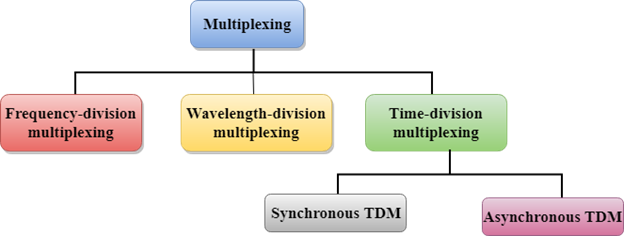 Multiplexing
Frequency-division
multiplexing
Wavelength-division
multiplexing
Time-division
multiplexing
Synchronous TDM
Asynchronous TDM